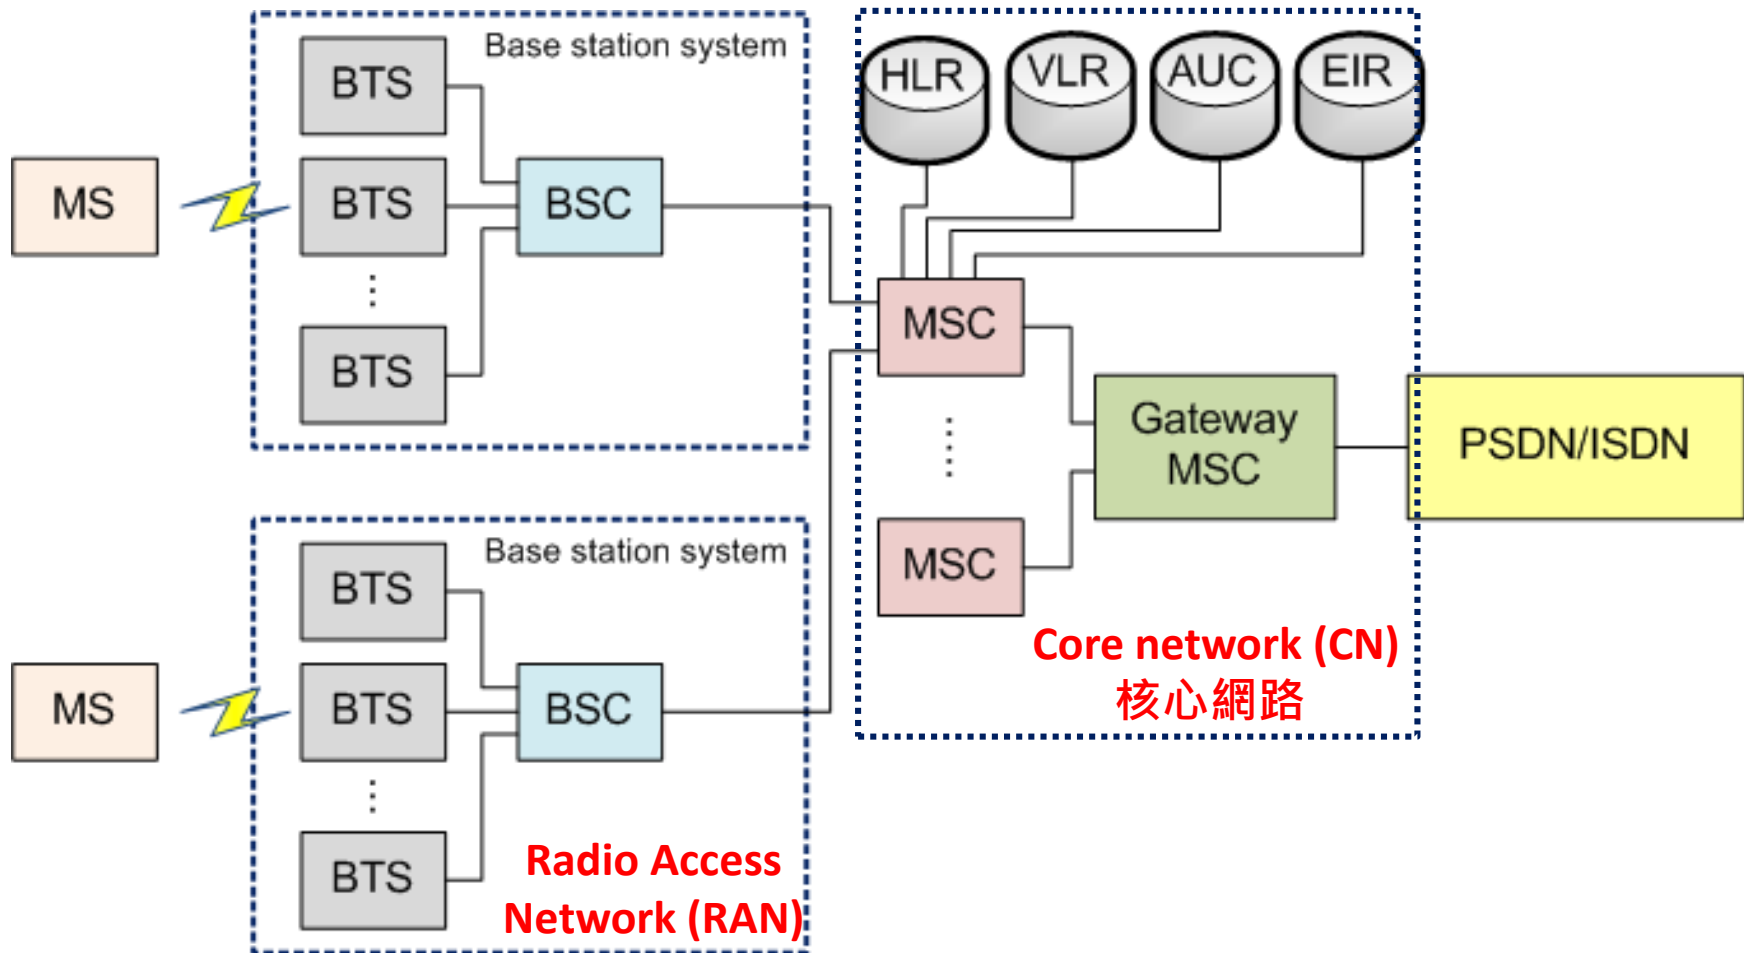 Base station system
BTS
MS
BTS
BSC
⋮
BTS
HLR
VLR
AUC
EIR
MSC
⋮
MSC
Gateway
MSC
PSDN/ISDN
Core network (CN)
核心網路
Base station system
BTS
MS
BTS
BSC
⋮
BTS
Radio Access
Network (RAN)